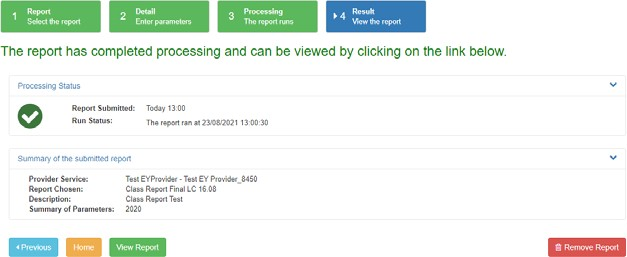 1 Report
Select the report
2 Detail
Enter parameters
3 Processing
The report runs
4 Result
View the report
The report has completed processing and can be viewed by clicking on the link below.
Processing Status
Report Submitted: Today 13:00
Run Status: The report ran at 23/08/2021 13:00:30
Summary of the submitted report
Provider Service: Test EYProvider - Test EY Provider_8450
Report Chosen: Class Report Final LC 16.08
Description: Class Report Test
Summary of Parameters: 2020
Previous Home View Report Remove Report